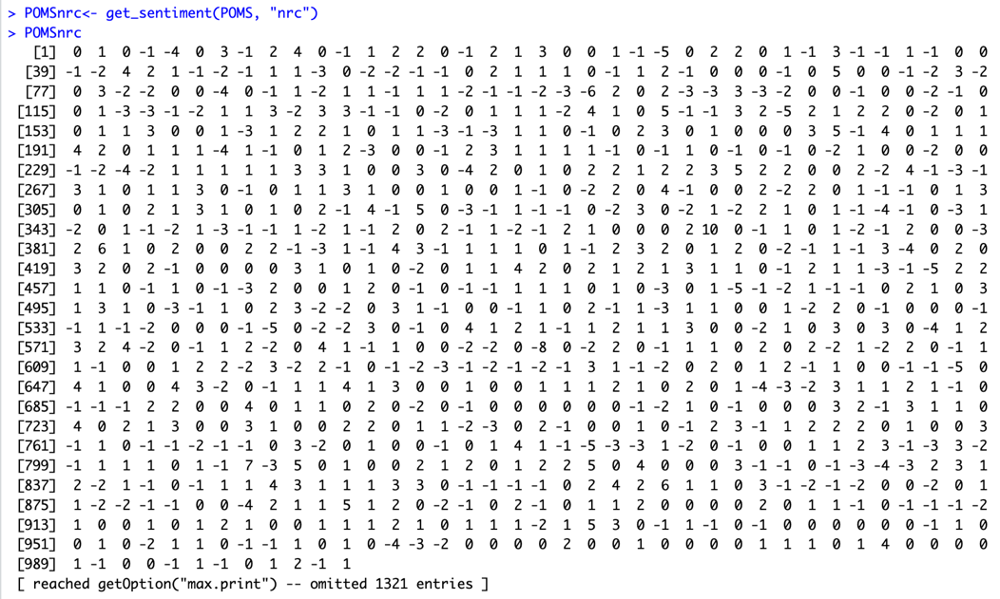 > POMSnrc<- get_sentiment(POMS, "nrc")
> POMSnrc
[1] 0 1 0 -1 -4 0 3 -1 2 4 0 -1 1 2 2 0 -1 2 1 3 0 0 1 -1 -5 0 2 2 0 1 -1 3 -1 -1 1 -1 0 0
[39] -1 -2 4 2 1 -1 -2 -1 1 1 -3 0 -2 -2 -1 -1 0 2 1 1 1 0 -1 1 2 -1 0 0 0 -1 0 5 0 0 -1 -2 3 -2
[77] 0 3 -2 -2 0 0 -4 0 -1 1 -2 1 1 -1 1 1 -2 -1 -1 -2 -3 -6 2 0 2 -3 -3 3 -3 -2 0 0 -1 0 0 -2 -1 0
[115] 0 1 -3 -3 -1 -2 1 1 3 -2 3 3 -1 -1 0 -2 0 1 1 1 -2 4 1 0 5 -1 -1 3 2 -5 2 1 2 2 0 -2 0 1
[153] 0 1 1 3 0 0 1 -3 1 2 2 1 0 1 1 -3 -1 -3 1 1 0 -1 0 2 3 0 1 0 0 0 3 5 -1 4 0 1 1 1
[191] 4 2 0 1 1 1 -4 1 -1 0 1 2 -3 0 0 -1 2 3 1 1 1 1 -1 0 -1 1 0 -1 0 -1 0 -2 1 0 0 -2 0 0
[229] -1 -2 -4 -2 1 1 1 1 1 3 3 1 0 0 3 0 -4 2 0 1 0 2 2 1 2 2 3 5 2 2 0 0 2 -2 4 -1 -3 -1
[267] 3 1 0 1 1 3 0 -1 0 1 1 3 1 0 0 1 0 0 1 -1 0 -2 2 0 4 -1 0 0 2 -2 2 0 1 -1 -1 0 1 3
[305] 0 1 0 2 1 3 1 0 1 0 2 -1 4 -1 5 0 -3 -1 1 -1 -1 0 -2 3 0 -2 1 -2 2 1 0 1 -1 -4 -1 0 -3 1
[343] -2 0 1 -1 -2 1 -3 -1 -1 1 -2 1 -1 2 0 2 -1 1 -2 -1 2 1 0 0 0 2 10 0 -1 1 0 1 -2 -1 2 0 0 -3
[381] 2 6 1 0 2 0 0 2 2 -1 -3 1 -1 4 3 -1 1 1 1 0 1 -1 2 3 2 0 1 2 0 -2 -1 1 -1 3 -4 0 2 0
[419] 3 2 0 2 -1 0 0 0 0 3 1 0 1 0 -2 0 1 1 4 2 0 2 1 2 1 3 1 1 0 -1 2 1 1 -3 -1 -5 2 2
[457] 1 1 0 -1 1 0 -1 -3 2 0 0 1 2 0 -1 0 -1 -1 1 1 1 0 1 0 -3 0 1 -5 -1 -2 1 -1 -1 0 2 1 0 3
[495] 1 3 1 0 -3 -1 1 0 2 3 -2 -2 0 3 1 -1 0 0 -1 1 0 2 -1 1 -3 1 1 0 0 1 -2 2 0 -1 0 0 0 -1
[533] -1 1 -1 -2 0 0 0 -1 -5 0 -2 -2 3 0 -1 0 4 1 2 1 -1 1 2 1 1 3 0 0 -2 1 0 3 0 3 0 -4 1 2
[571] 3 2 4 -2 0 -1 1 2 -2 0 4 1 -1 1 0 0 -2 -2 0 -8 0 -2 2 0 -1 1 1 0 2 0 2 -2 1 -2 2 0 -1 1
[609] 1 -1 0 0 1 2 2 -2 3 -2 2 -1 0 -1 -2 -3 -1 -2 -1 -2 -1 3 1 -1 -2 0 2 0 1 2 -1 1 0 0 -1 -1 -5 0
[647] 4 1 0 0 4 3 -2 0 -1 1 1 4 1 3 0 0 1 0 0 1 1 1 2 1 0 2 0 1 -4 -3 -2 3 1 1 2 1 -1 0
[685] -1 -1 -1 2 2 0 0 4 0 1 1 0 2 0 -2 0 -1 0 0 0 0 0 0 -1 -2 1 0 -1 0 0 0 3 2 -1 3 1 1 0
[723] 4 0 2 1 3 0 0 3 1 0 0 2 2 0 1 1 -2 -3 0 2 -1 0 0 1 0 -1 2 3 -1 1 2 2 2 0 1 0 0 3
[761] -1 1 0 -1 -1 -2 -1 -1 0 3 -2 0 1 0 0 -1 0 1 4 1 -1 -5 -3 -3 1 -2 0 -1 0 0 1 1 2 3 -1 -3 3 -2
[799] -1 1 1 1 0 1 -1 7 -3 5 0 1 0 0 2 1 2 0 1 2 2 5 0 4 0 0 0 3 -1 -1 0 -1 -3 -4 -3 2 3 1
[837] 2 -2 1 -1 0 -1 1 1 4 3 1 1 1 3 3 0 -1 -1 -1 -1 0 2 4 2 6 1 1 0 3 -1 -2 -1 -2 0 0 -2 0 1
[875] 1 -2 -2 -1 -1 0 0 -4 2 1 1 5 1 2 0 -2 -1 0 2 -1 0 1 1 2 0 0 0 0 2 0 1 1 -1 0 -1 -1 -1 -2
[913] 1 0 0 1 0 1 2 1 0 0 1 1 1 2 1 0 1 1 1 -2 1 5 3 0 -1 1 -1 0 -1 0 0 0 0 0 0 -1 1 0
[951] 0 1 0 -2 1 1 0 -1 -1 1 0 1 0 -4 -3 -2 0 0 0 0 2 0 0 1 0 0 0 0 1 1 1 0 1 4 0 0 0 0
[989] 1 -1 0 0 -1 1 -1 0 1 2 -1 1
[ reached getOption("max.print") -- omitted 1321 entries ]